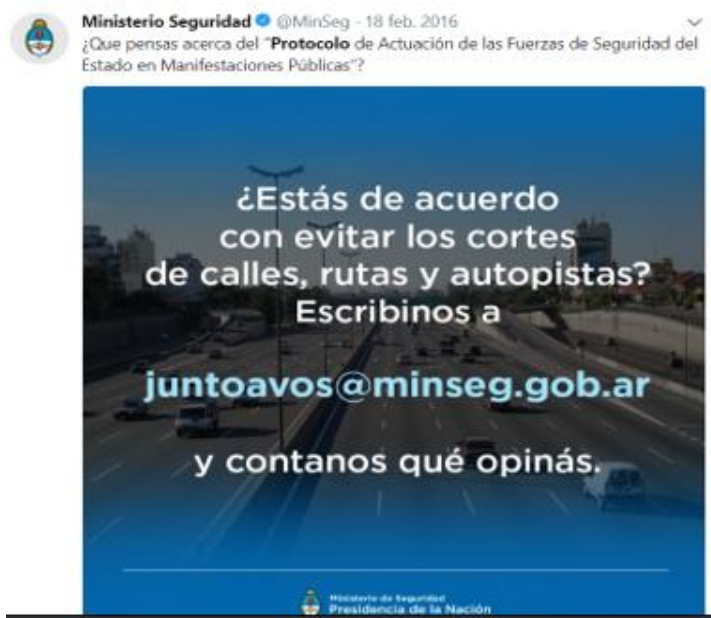 Ministerio Seguridad @MinSeg - 18 feb. 2016
¿Que pensas acerca del "Protocolo de Actuación de las Fuerzas de Seguridad del
Estado en Manifestaciones Públicas"?
¿Estás de acuerdo
con evitar los cortes
de calles, rutas y autopistas?
Escribinos a
juntoavos@minseg.gob.ar
y contanos qué opinás.
Ministerio de Seguridad
Presidencia de la Nación